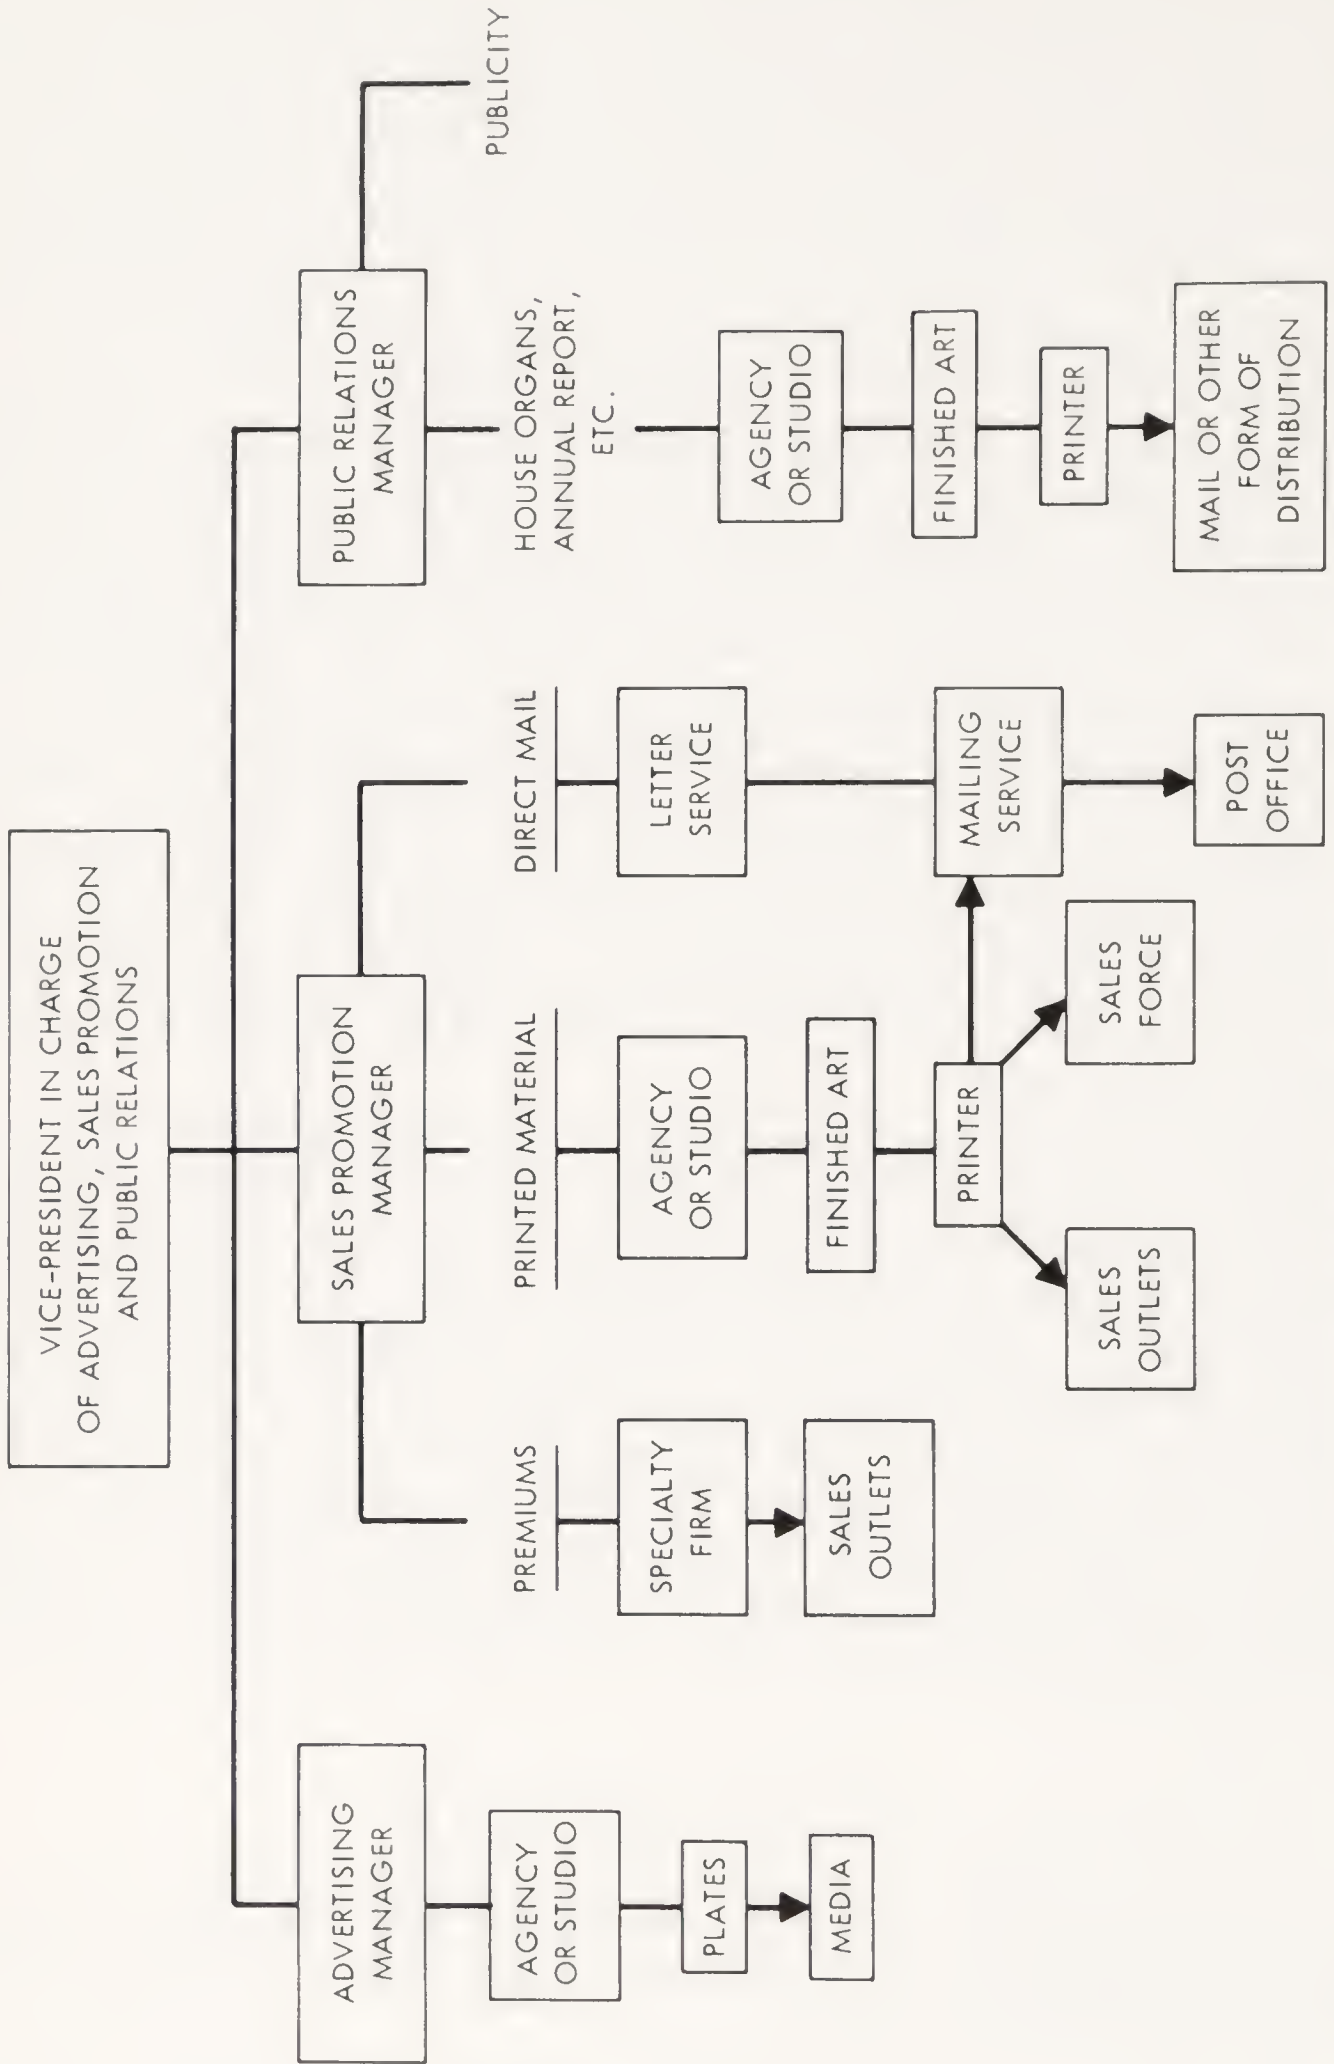 VICE-PRESIDENT IN CHARGE
OF ADVERTISING, SALES PROMOTION
AND PUBLIC RELATIONS
ADVERTISING
MANAGER
AGENCY
OR STUDIO
PLATES
MEDIA
SALES PROMOTION
MANAGER
PREMIUMS
SPECIALTY
FIRM
SALES
OUTLETS
PRINTED MATERIAL
AGENCY
OR STUDIO
FINISHED ART
PRINTER
SALES
OUTLETS
SALES
FORCE
DIRECT MAIL
LETTER
SERVICE
MAILING
SERVICE
POST
OFFICE
PUBLIC RELATIONS
MANAGER
HOUSE ORGANS,
ANNUAL REPORT,
ETC.
AGENCY
OR STUDIO
FINISHED ART
PRINTER
MAIL OR OTHER
FORM OF
DISTRIBUTION
PUBLICITY